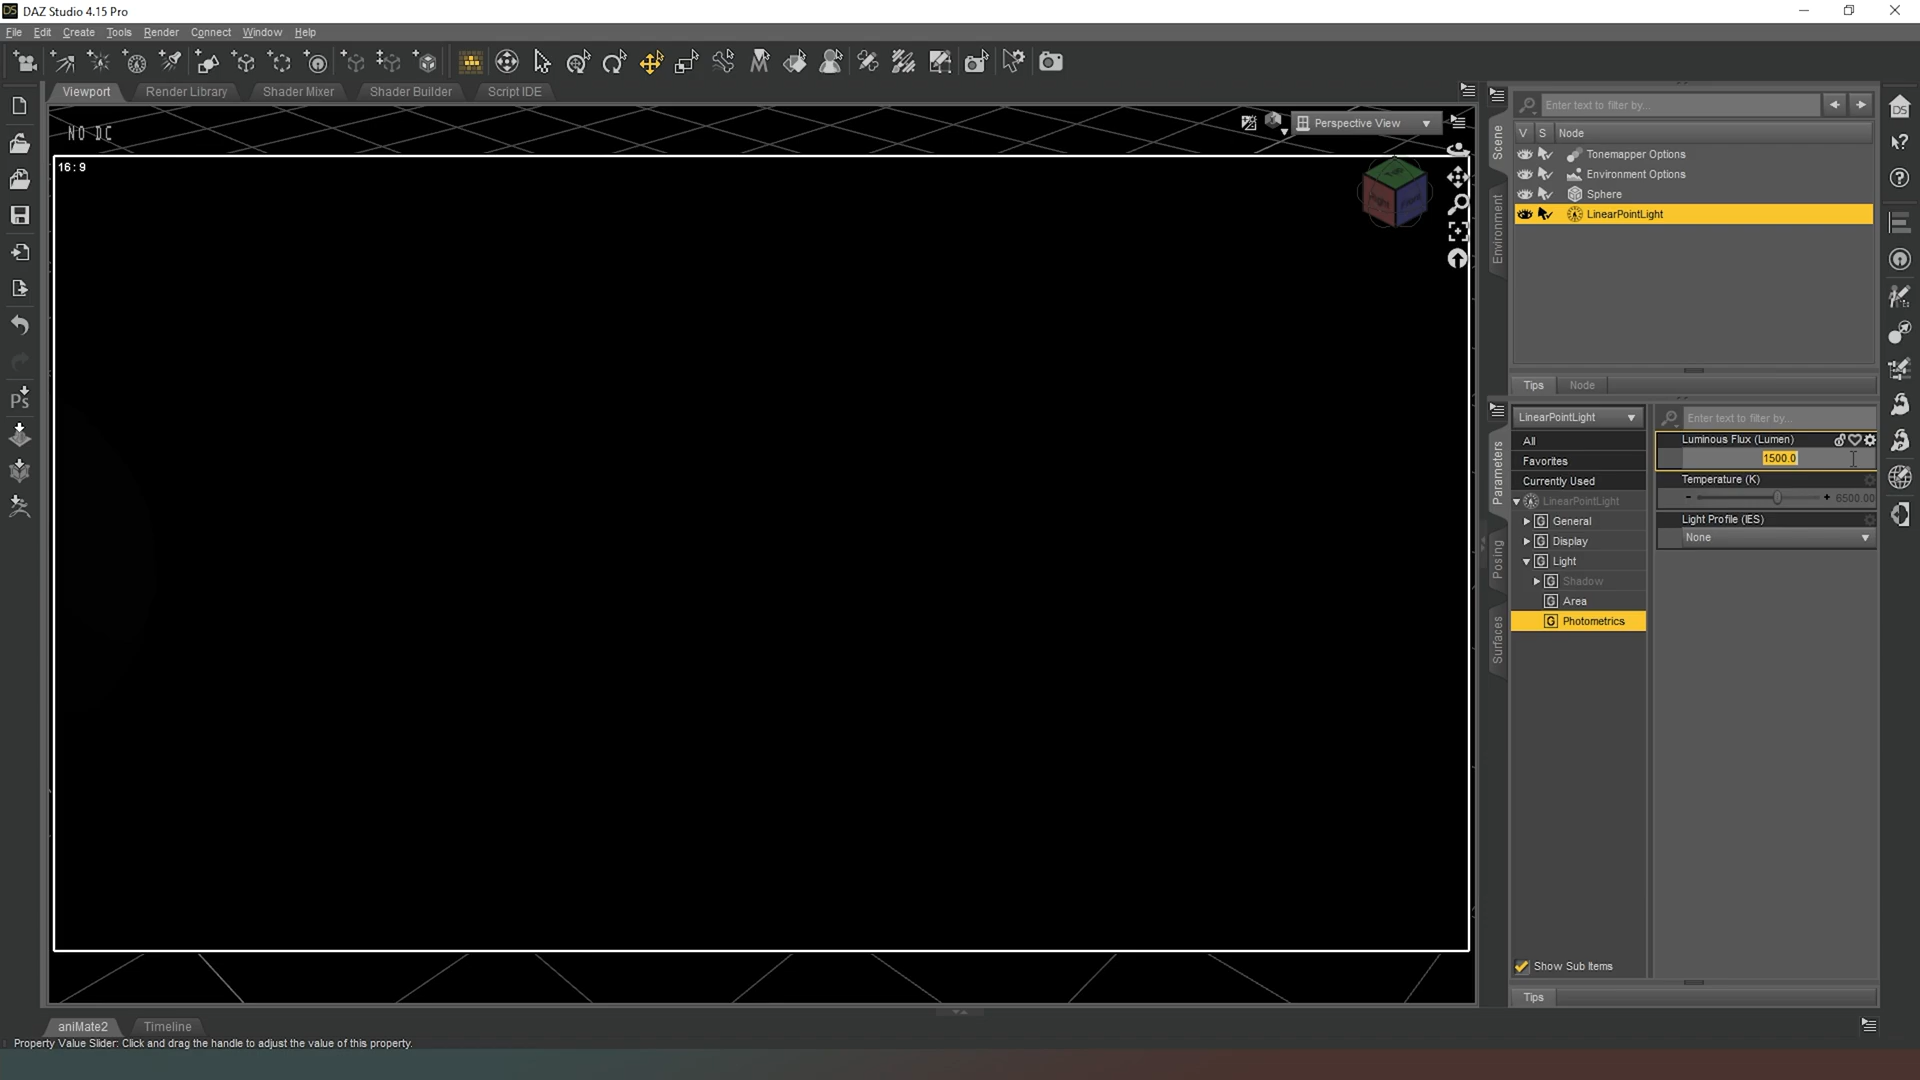 DAZ Studio 4.15 Pro
File Edit Create Tools Render Connect Window Help
Viewport Render Library Shader Mixer Shader Builder Script IDE
NO DC
Perspective View
16 : 9
Top
Right
Front
Enter text to filter by...
V S Node
Tonemapper Options
Environment Options
Sphere
LinearPointLight
Scene
Environment
Tips Node
LinearPointLight
Enter text to filter by...
All
Favorites
Currently Used
LinearPointLight
General
Display
Light
Shadow
Area
Photometrics
Luminous Flux (Lumen)
1500.0
Temperature (K)
- + 6500.00
Light Profile (IES)
None
Parameters
Posing
Surfaces
Show Sub Items
Tips
Ps
aniMate2 Timeline
Property Value Slider: Click and drag the handle to adjust the value of this property.